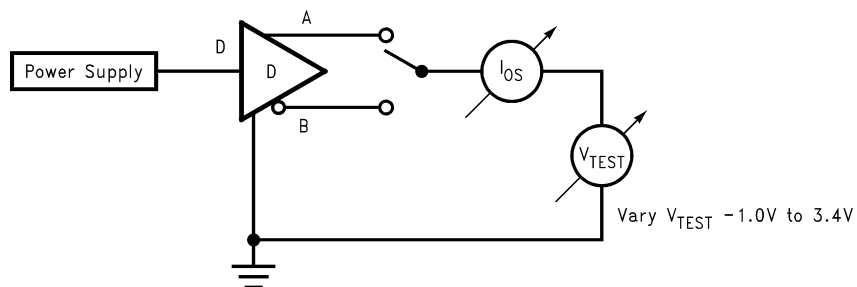 A
D
Power Supply
D
I_OS
B
V_TEST
Vary V_TEST −1.0V to 3.4V